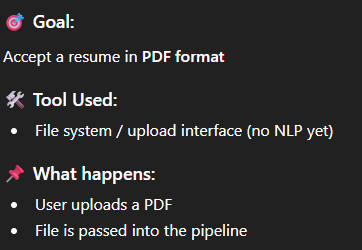 🎯 Goal:
Accept a resume in PDF format
🛠️ Tool Used:
• File system / upload interface (no NLP yet)
📌 What happens:
• User uploads a PDF
• File is passed into the pipeline